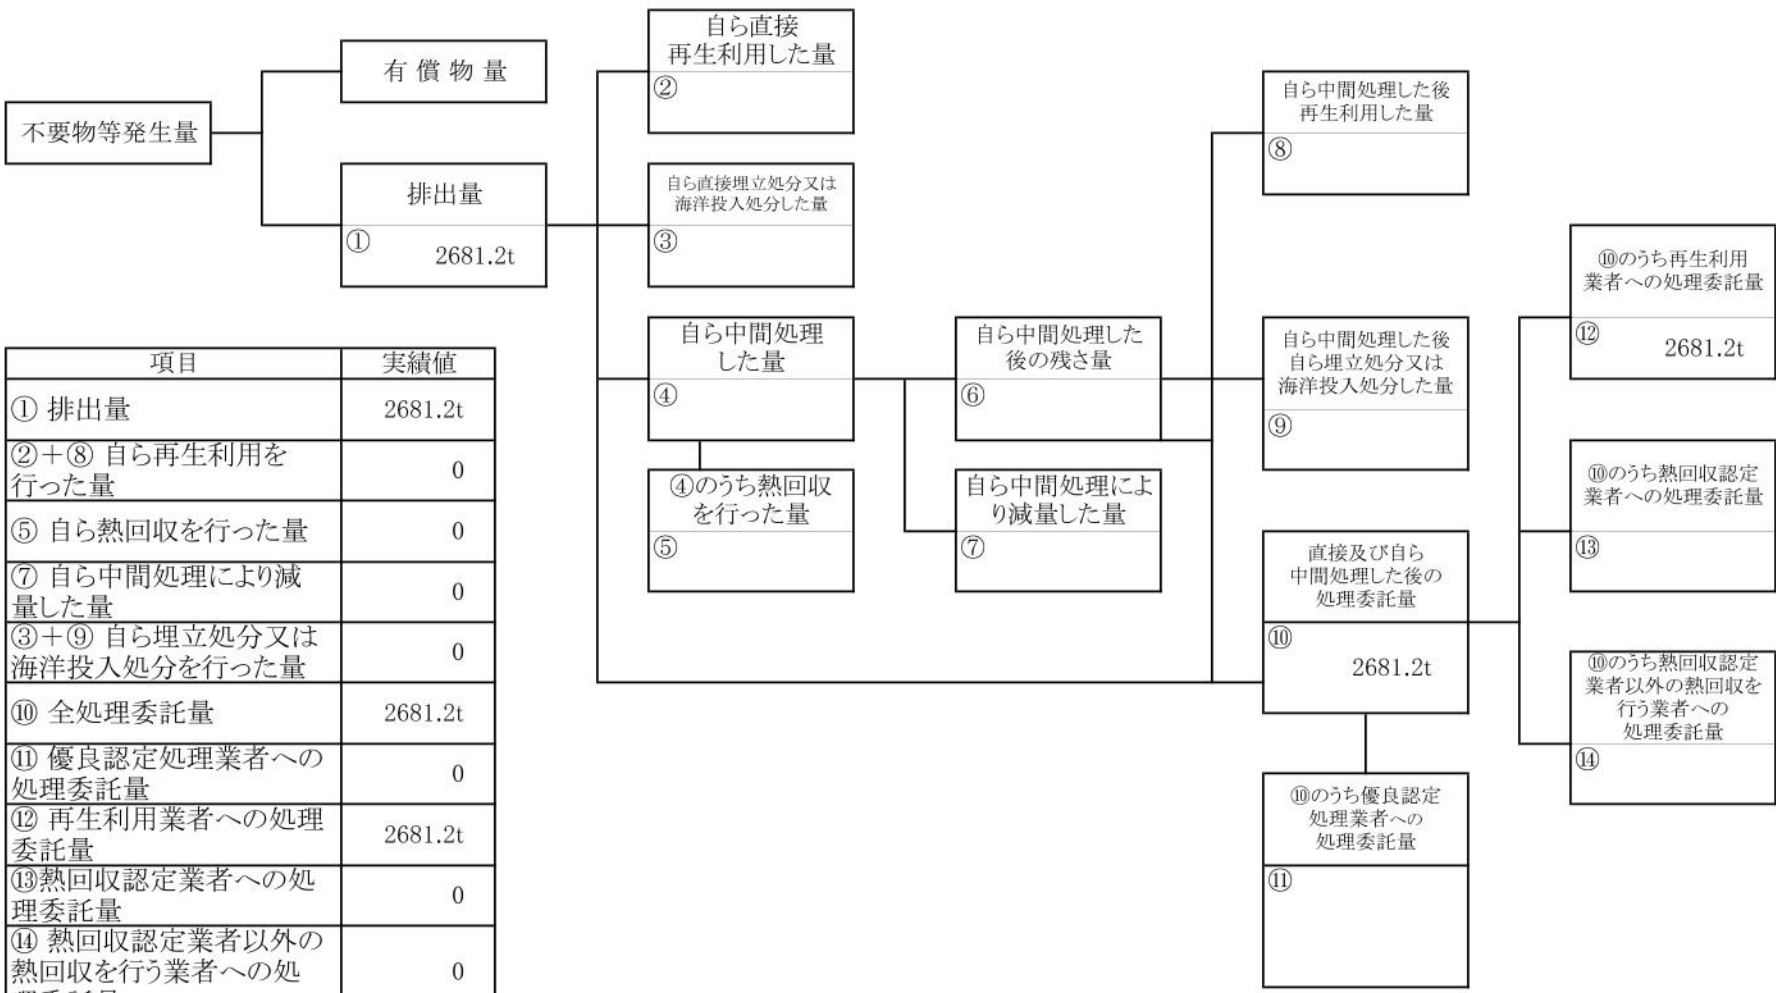 不要物等発生量
有 償 物 量
排出量
①
2681.2t
自ら直接
再生利用した量
②
自ら直接埋立処分又は
海洋投入処分した量
③
自ら中間処理
した量
④
④のうち熱回収
を行った量
⑤
自ら中間処理した
後の残さ量
⑥
自ら中間処理によ
り減量した量
⑦
自ら中間処理した後
再生利用した量
⑧
自ら中間処理した後
自ら埋立処分又は
海洋投入処分した量
⑨
直接及び自ら
中間処理した後の
処理委託量
⑩
2681.2t
⑩のうち優良認定
処理業者への
処理委託量
⑪
⑩のうち再生利用
業者への処理委託量
⑫
2681.2t
⑩のうち熱回収認定
業者への処理委託量
⑬
⑩のうち熱回収認定
業者以外の熱回収を
行う業者への
処理委託量
⑭
項目 実績値
① 排出量 2681.2t
②＋⑧ 自ら再生利用を
行った量 0
⑤ 自ら熱回収を行った量 0
⑦ 自ら中間処理により減
量した量 0
③＋⑨ 自ら埋立処分又は
海洋投入処分を行った量 0
⑩ 全処理委託量 2681.2t
⑪ 優良認定処理業者への
処理委託量 0
⑫ 再生利用業者への処理
委託量 2681.2t
⑬熱回収認定業者への処
理委託量 0
⑭ 熱回収認定業者以外の
熱回収を行う業者への処 0